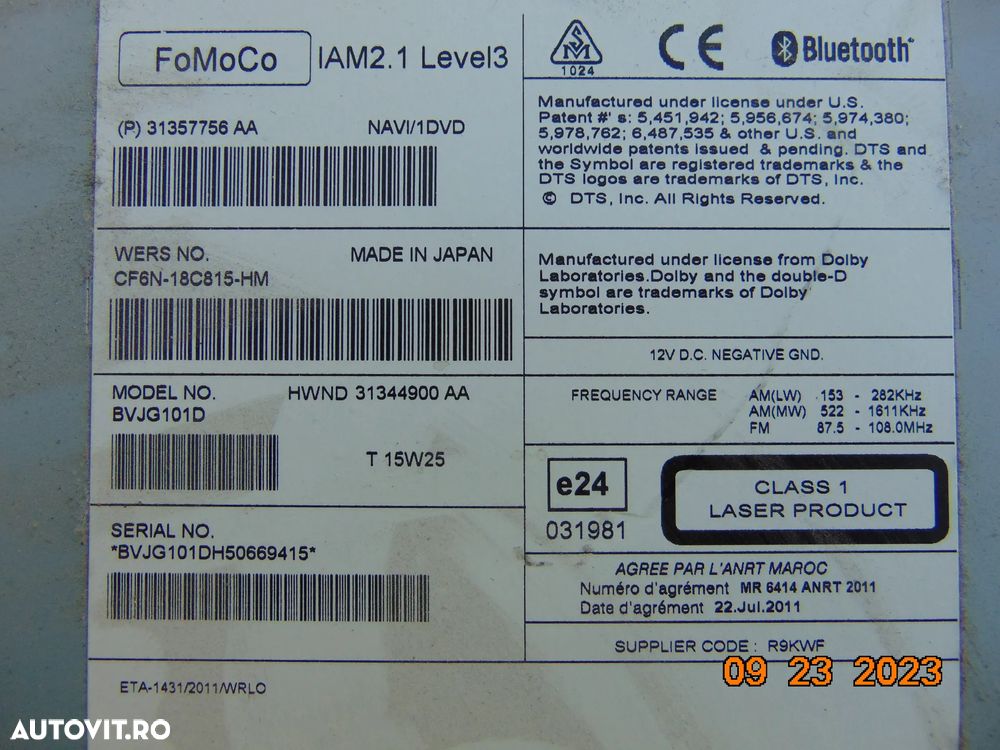 FoMoCo IAM2.1 Level3
(P) 31357756 AA NAVI/1DVD
WERS NO. MADE IN JAPAN
CF6N-18C815-HM
MODEL NO. HWND 31344900 AA
BVJG101D
T 15W25
SERIAL NO.
*BVJG101DH50669415*
ETA-1431/2011/WRLO
SM
1024
CE
Bluetooth
Manufactured under license under U.S.
Patent #' s: 5,451,942; 5,956,674; 5,974,380;
5,978,762; 6,487,535 & other U.S. and
worldwide patents issued & pending. DTS and
the Symbol are registered trademarks & the
DTS logos are trademarks of DTS, Inc.
© DTS, Inc. All Rights Reserved.
Manufactured under license from Dolby
Laboratories.Dolby and the double-D
symbol are trademarks of Dolby
Laboratories.
12V D.C. NEGATIVE GND.
FREQUENCY RANGE AM(LW) 153 - 282KHz
AM(MW) 522 - 1611KHz
FM 87.5 - 108.0MHz
e24
031981
CLASS 1
LASER PRODUCT
AGREE PAR L'ANRT MAROC
Numéro d'agrément MR 6414 ANRT 2011
Date d'agrément 22.Jul.2011
SUPPLIER CODE : R9KWF
09 23 2023
AUTOVIT.RO